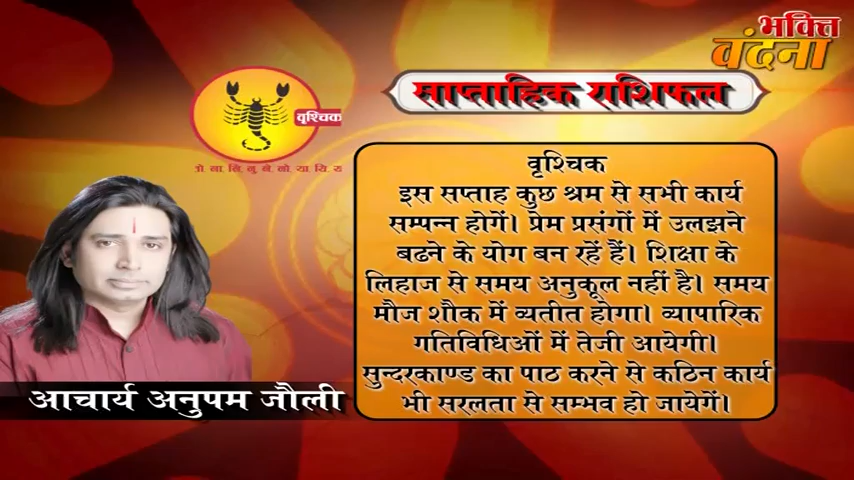 भक्ति
वंदना
साप्ताहिक राशिफल
वृश्चिक
वृश्चिक
इस सप्ताह कुछ श्रम से सभी कार्य
सम्पन्न होगें। प्रेम प्रसंगों में उलझने
बढने के योग बन रहें हैं। शिक्षा के
लिहाज से समय अनुकूल नहीं है। समय
मौज शौक में व्यतीत होगा। व्यापारिक
गतिविधिओं में तेजी आयेगी।
सुन्दरकाण्ड का पाठ करने से कठिन कार्य
भी सरलता से सम्भव हो जायेगें।
आचार्य अनुपम जौली